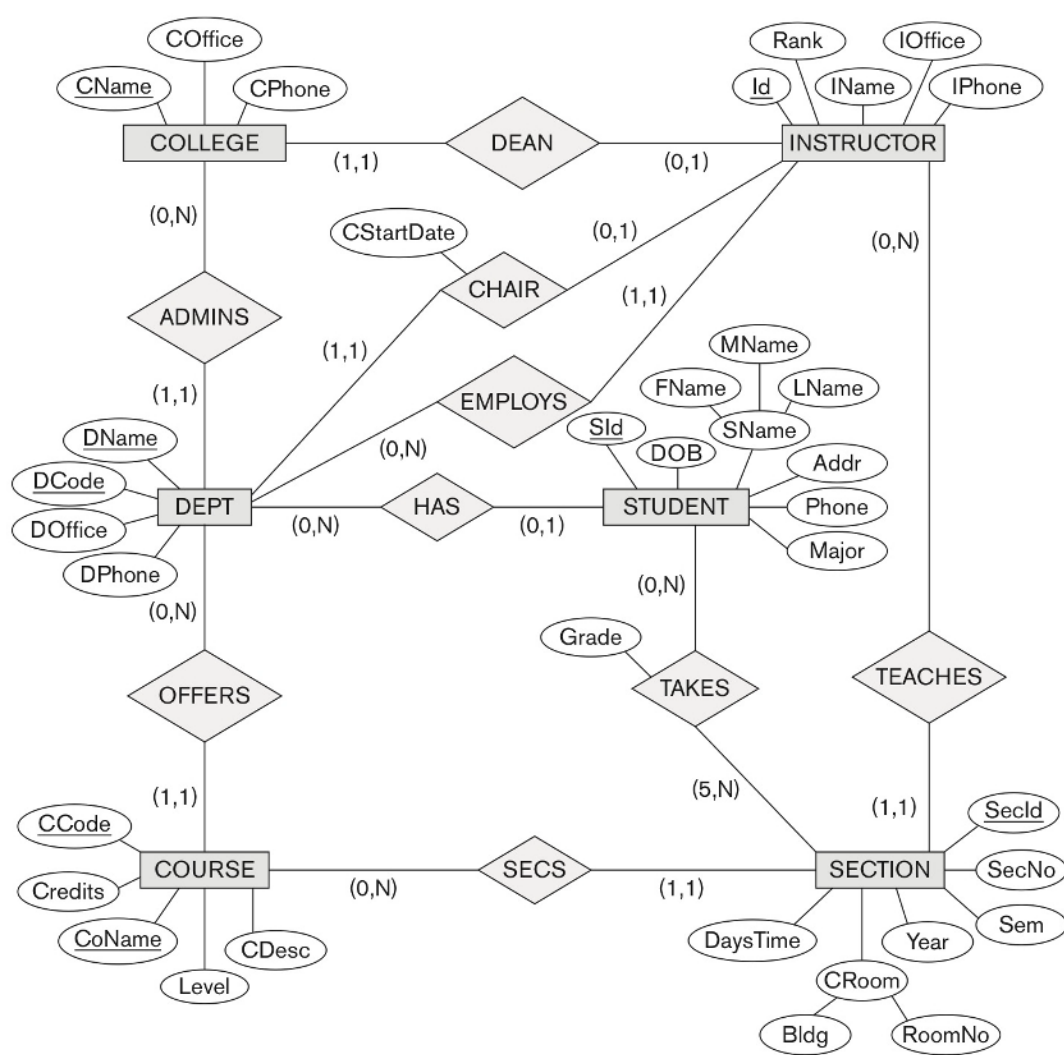 COffice
CName
CPhone
COLLEGE
(1,1)
DEAN
(0,1)
Rank
IOffice
Id
IName
IPhone
INSTRUCTOR
(0,N)
CStartDate
CHAIR
(0,1)
(0,N)
ADMINS
(1,1)
(1,1)
(1,1)
EMPLOYS
(0,N)
MName
FName
LName
SName
SId
DOB
Addr
Phone
Major
STUDENT
DName
DCode
DOffice
DPhone
DEPT
(0,N)
HAS
(0,1)
(0,N)
(0,N)
Grade
TAKES
TEACHES
OFFERS
(5,N)
(1,1)
(1,1)
CCode
Credits
CoName
Level
CDesc
COURSE
(0,N)
SECS
(1,1)
SECTION
SecId
SecNo
Sem
Year
DaysTime
CRoom
Bldg
RoomNo